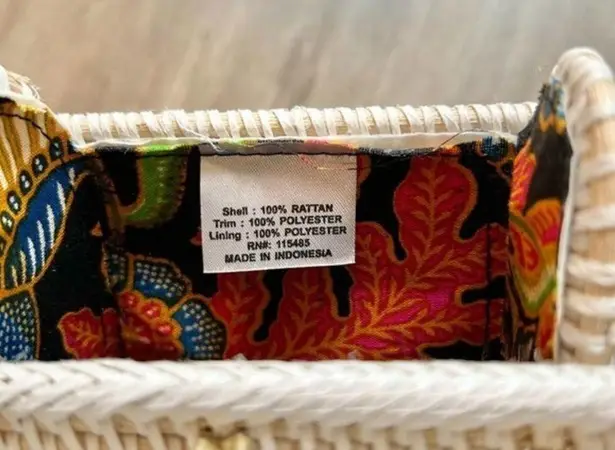 Shell : 100% RATTAN
Trim : 100% POLYESTER
Lining : 100% POLYESTER
RN#: 115485
MADE IN INDONESIA